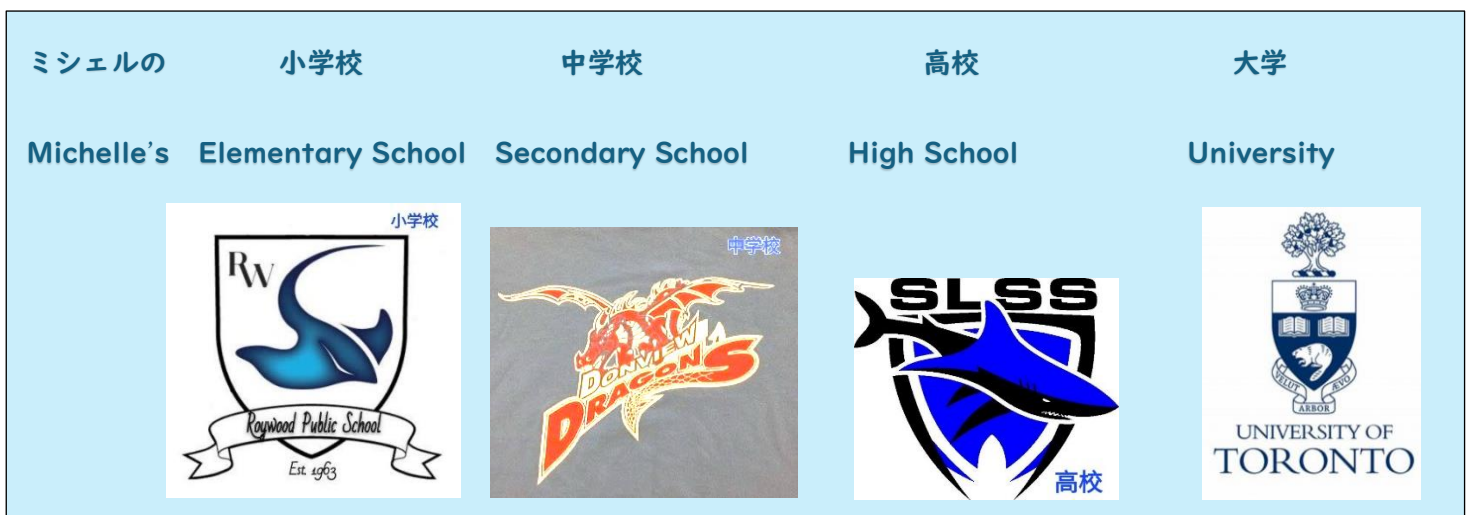 ミシェルの 小学校 中学校 高校 大学
Michelle's Elementary School Secondary School High School University
小学校
RW
Roywood Public School
Est. 1963
中学校
DONVIEW
DRAGONS
SLSS
高校
VELUT ÆVO
ARBOR
UNIVERSITY OF
TORONTO